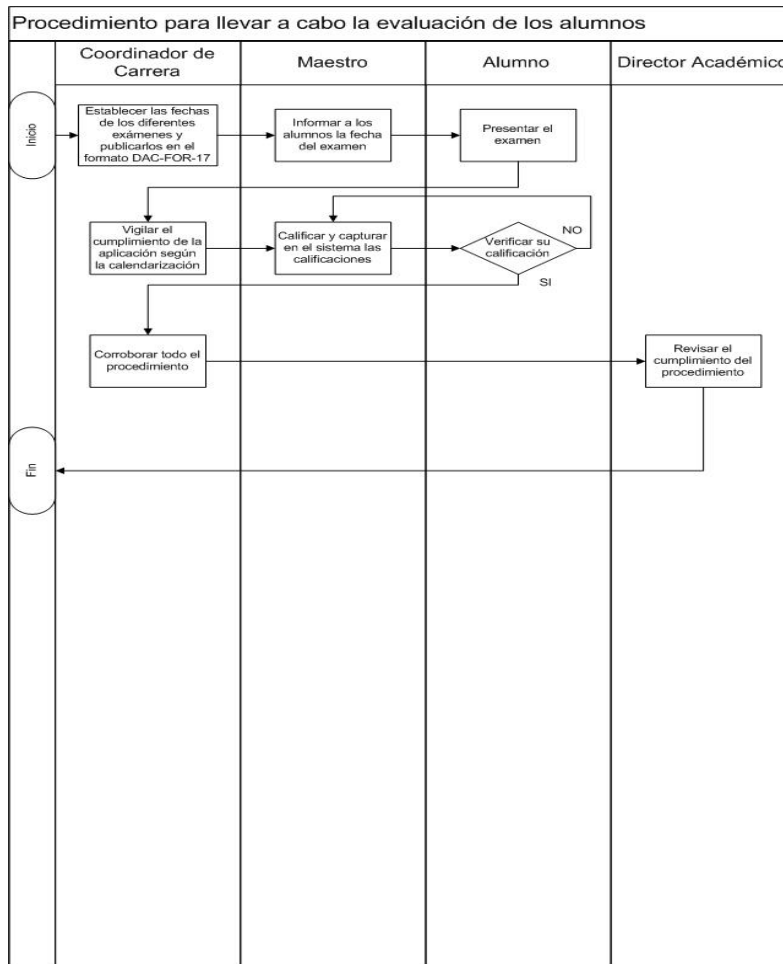 Procedimiento para llevar a cabo la evaluación de los alumnos
Coordinador de
Carrera
Maestro
Alumno
Director Académico
Inicio
Establecer las fechas
de los diferentes
exámenes y
publicarlos en el
formato DAC-FOR-17
Informar a los
alumnos la fecha
del examen
Presentar el
examen
Vigilar el
cumplimiento de la
aplicación según
la calendarización
Calificar y capturar
en el sistema las
calificaciones
Verificar su
calificación
NO
SI
Corroborar todo el
procedimiento
Revisar el
cumplimiento del
procedimiento
Fin